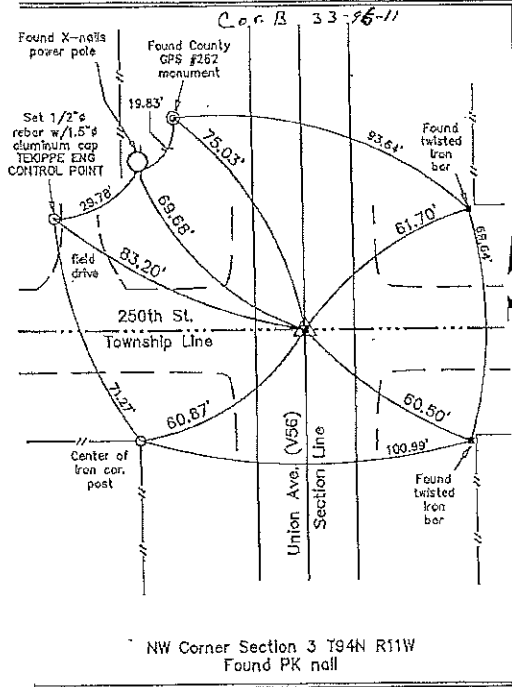 Cor. B 33-95-11
Found X-nails
power pole
Found County
GPS #262
monument
Set 1/2"ø
rebar w/1.5"ø
aluminum cap
TEKIPPE ENG
CONTROL POINT
19.83'
75.03'
93.64'
Found
twisted
Iron
bar
29.78'
69.68'
61.70'
68.64'
83.20'
field
drive
250th St.
Township Line
71.27'
60.87'
60.50'
100.99'
Center of
Iron cor.
post
Union Ave. (V56)
Section Line
Found
twisted
Iron
bar
NW Corner Section 3 T94N R11W
Found PK nail